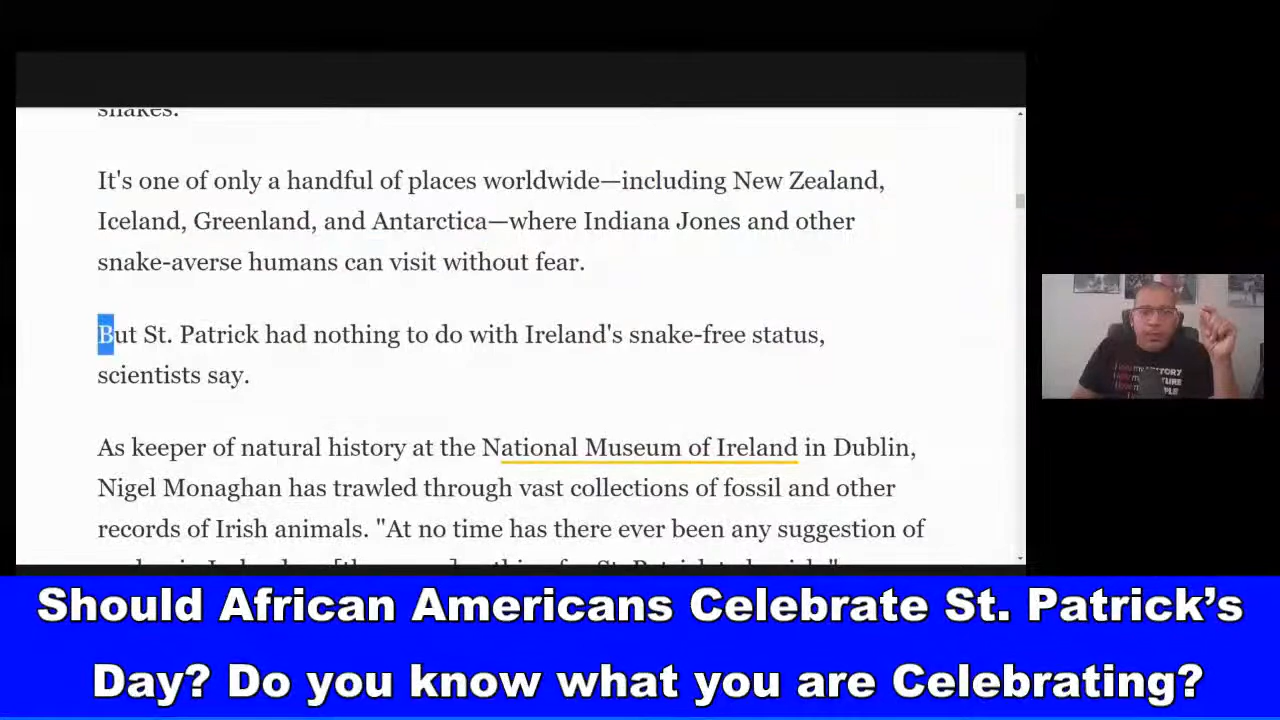 snakes.
It's one of only a handful of places worldwide—including New Zealand,
Iceland, Greenland, and Antarctica—where Indiana Jones and other
snake-averse humans can visit without fear.
But St. Patrick had nothing to do with Ireland's snake-free status,
scientists say.
As keeper of natural history at the National Museum of Ireland in Dublin,
Nigel Monaghan has trawled through vast collections of fossil and other
records of Irish animals. "At no time has there ever been any suggestion of
Should African Americans Celebrate St. Patrick’s
Day? Do you know what you are Celebrating?